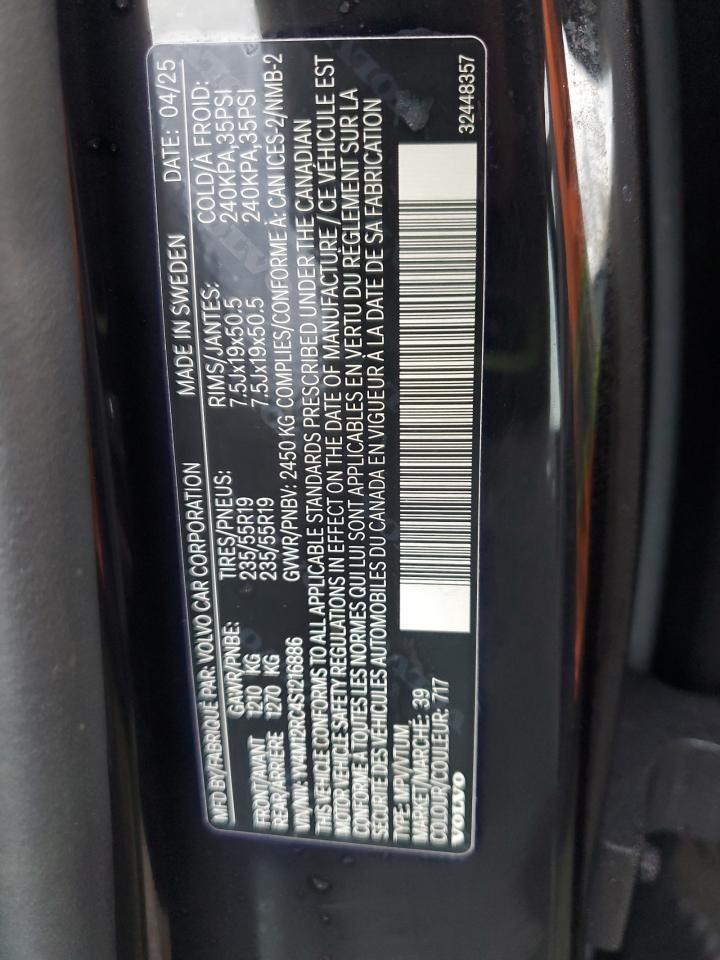 MFD BY/FABRIQUÉ PAR: VOLVO CAR CORPORATION MADE IN SWEDEN DATE: 04/25
GAWR/PNBE: TIRES/PNEUS: RIMS/JANTES: COLD/À FROID:
FRONT/AVANT 1210 KG 235/55R19 7.5Jx19x50.5 240KPA,35PSI
REAR/ARRIÈRE 1270 KG 235/55R19 7.5Jx19x50.5 240KPA,35PSI
VIN/NIV: YV4M12RC4S1216886 GVWR/PNBV: 2450 KG COMPLIES/CONFORME À: CAN ICES-2/NMB-2
THIS VEHICLE CONFORMS TO ALL APPLICABLE STANDARDS PRESCRIBED UNDER THE CANADIAN
MOTOR VEHICLE SAFETY REGULATIONS IN EFFECT ON THE DATE OF MANUFACTURE / CE VÉHICULE EST
CONFORME À TOUTES LES NORMES QUI LUI SONT APPLICABLES EN VERTU DU RÈGLEMENT SUR LA
SÉCURITÉ DES VÉHICULES AUTOMOBILES DU CANADA EN VIGUEUR À LA DATE DE SA FABRICATION
TYPE: MPV/VTUM
MARKET/MARCHÉ: 39
COLOUR/COULEUR: 717
VOLVO 32448357